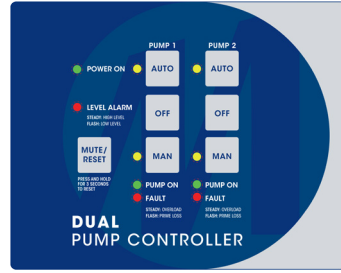 PUMP 1 PUMP 2
POWER ON AUTO AUTO
LEVEL ALARM
STEADY: HIGH LEVEL
FLASH: LOW LEVEL
OFF OFF
MUTE/
RESET
MAN MAN
PRESS AND HOLD
FOR 3 SECONDS
TO RESET
PUMP ON PUMP ON
FAULT FAULT
STEADY: OVERLOAD STEADY: OVERLOAD
FLASH: PRIME LOSS FLASH: PRIME LOSS
DUAL
PUMP CONTROLLER